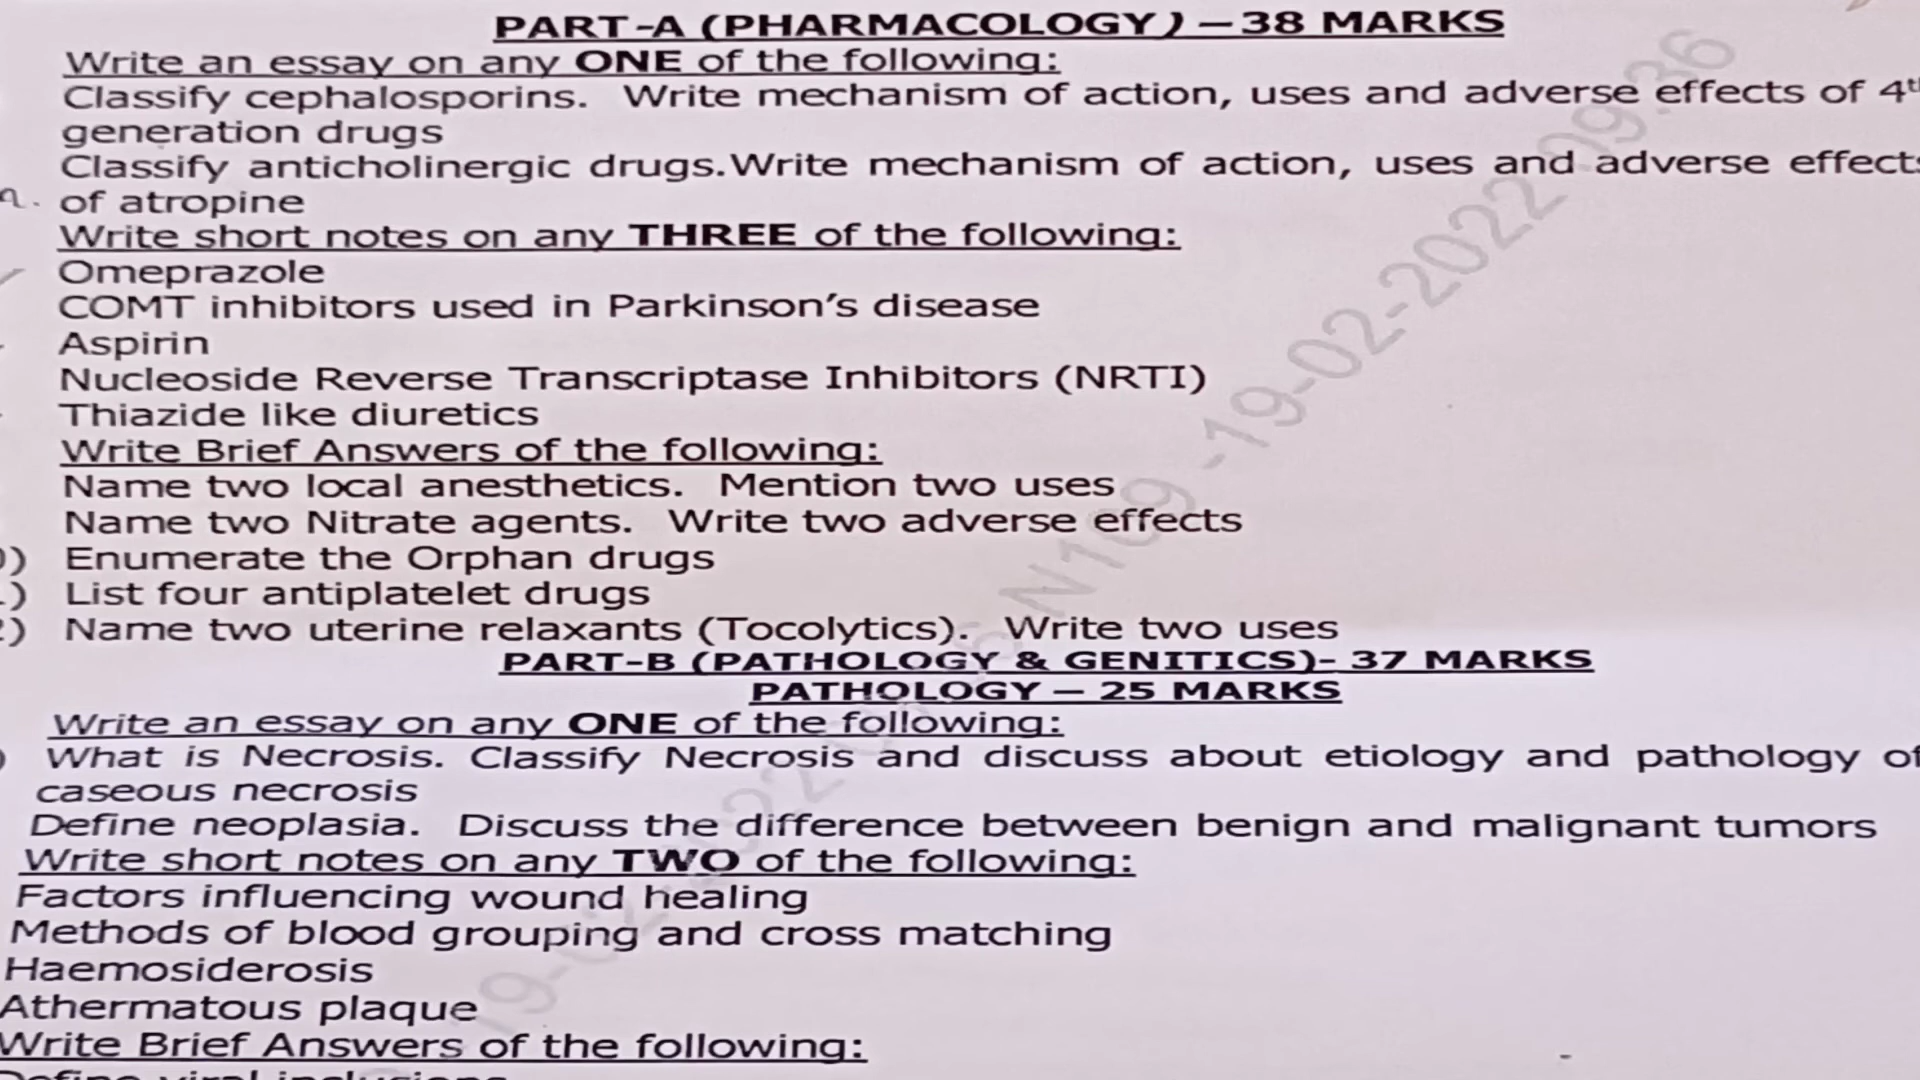 PART-A (PHARMACOLOGY) – 38 MARKS
Write an essay on any ONE of the following:
Classify cephalosporins. Write mechanism of action, uses and adverse effects of 4th
generation drugs
Classify anticholinergic drugs.Write mechanism of action, uses and adverse effects
of atropine
Write short notes on any THREE of the following:
Omeprazole
COMT inhibitors used in Parkinson's disease
Aspirin
Nucleoside Reverse Transcriptase Inhibitors (NRTI)
Thiazide like diuretics
Write Brief Answers of the following:
Name two local anesthetics. Mention two uses
Name two Nitrate agents. Write two adverse effects
) Enumerate the Orphan drugs
) List four antiplatelet drugs
) Name two uterine relaxants (Tocolytics). Write two uses
PART-B (PATHOLOGY & GENITICS)- 37 MARKS
PATHOLOGY – 25 MARKS
Write an essay on any ONE of the following:
) What is Necrosis. Classify Necrosis and discuss about etiology and pathology of
caseous necrosis
Define neoplasia. Discuss the difference between benign and malignant tumors
Write short notes on any TWO of the following:
Factors influencing wound healing
Methods of blood grouping and cross matching
Haemosiderosis
Athermatous plaque
Write Brief Answers of the following:
Define viral inclusions
N169 -19-02-2022 09:36